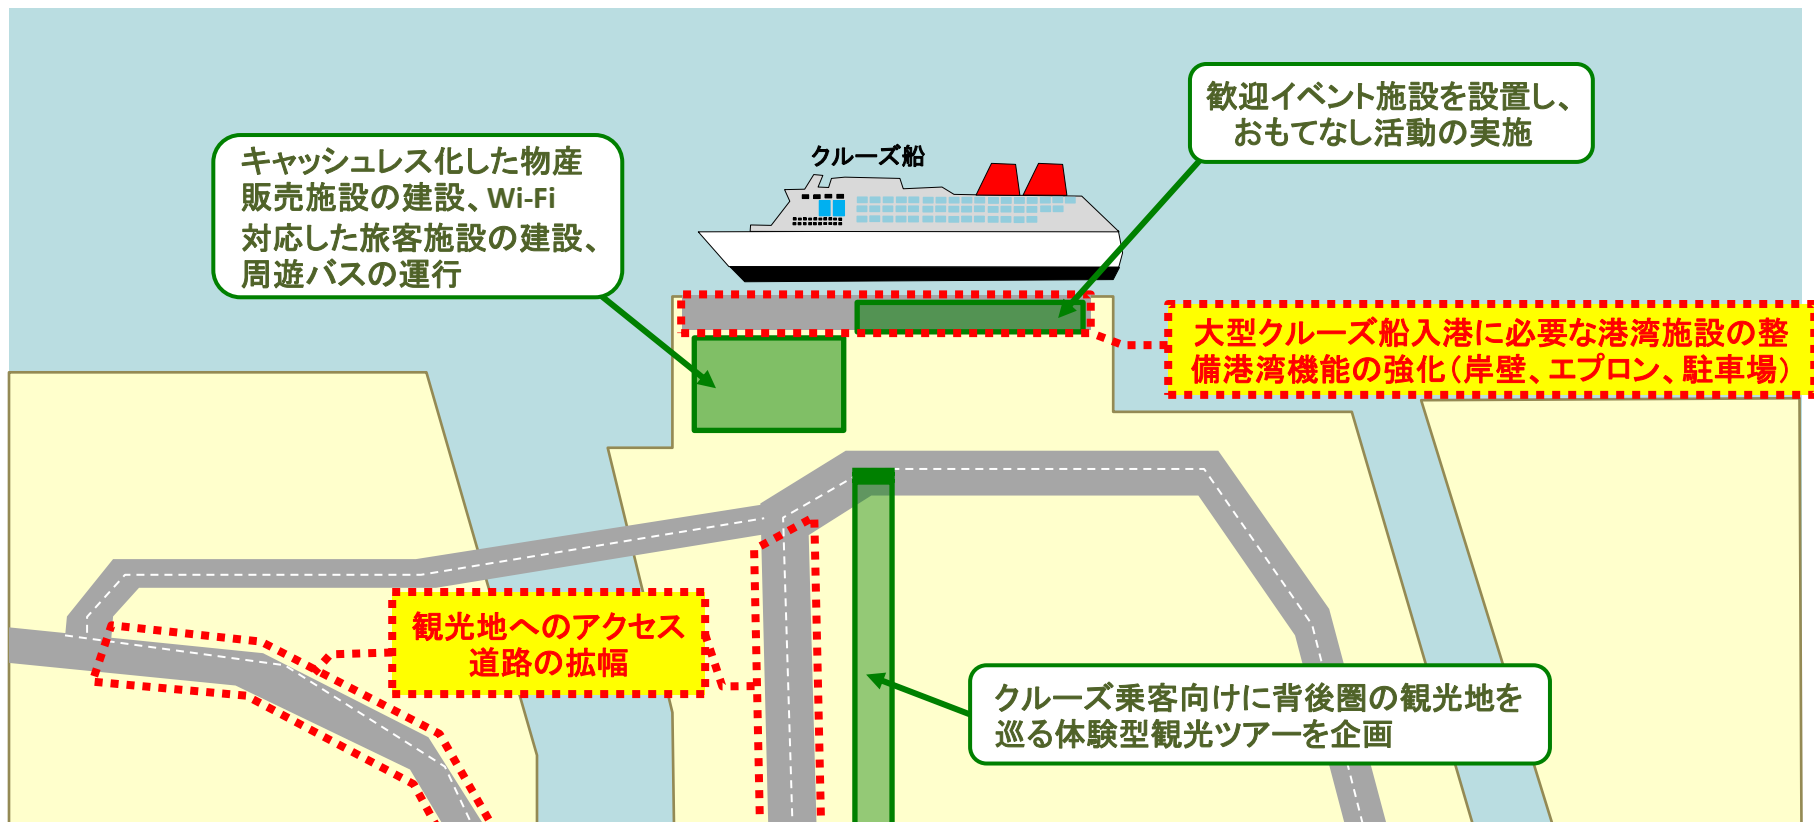 歓迎イベント施設を設置し、
おもてなし活動の実施
キャッシュレス化した物産
販売施設の建設、Wi-Fi
対応した旅客施設の建設、
周遊バスの運行
クルーズ船
大型クルーズ船入港に必要な港湾施設の整
備港湾機能の強化(岸壁、エプロン、駐車場)
観光地へのアクセス
道路の拡幅
クルーズ乗客向けに背後圏の観光地を
巡る体験型観光ツアーを企画